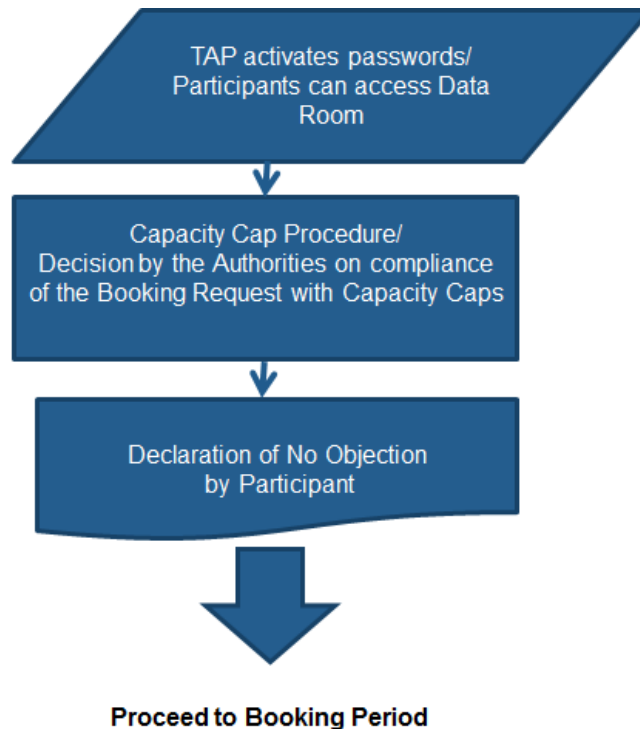 TAP activates passwords/
Participants can access Data
Room
Capacity Cap Procedure/
Decision by the Authorities on compliance
of the Booking Request with Capacity Caps
Declaration of No Objection
by Participant
Proceed to Booking Period